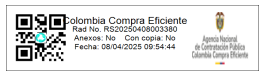 Colombia Compra Eficiente
Rad No. RS20250408003380
Anexos: No Con copia: No
Fecha: 08/04/2025 09:54:44
Agencia Nacional
de Contratación Pública
Colombia Compra Eficiente